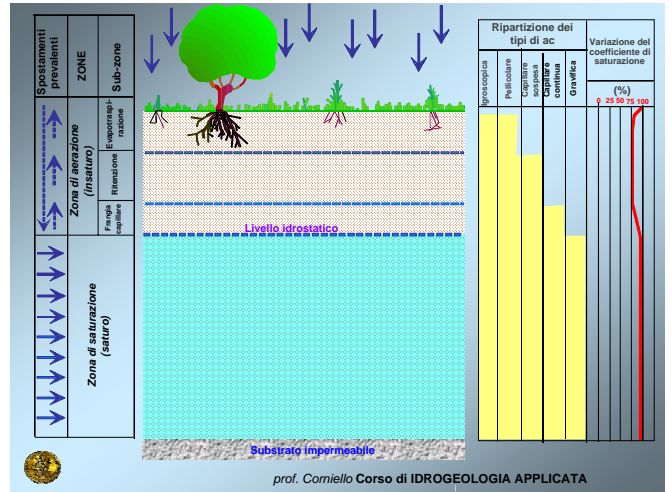 Spostamenti
prevalenti
ZONE
Sub-zone
Zona di aerazione
(insaturo)
Evapotraspi-
razione
Ritenzione
Frangia
capillare
Zona di saturazione
(saturo)
Livello idrostatico
Substrato impermeabile
Ripartizione dei
tipi di ac
Igroscopica
Pellicolare
Capillare
sospesa
Capillare
continua
Gravifica
Variazione del
coefficiente di
saturazione
(%)
0 25 50 75 100
prof. Corniello Corso di IDROGEOLOGIA APPLICATA